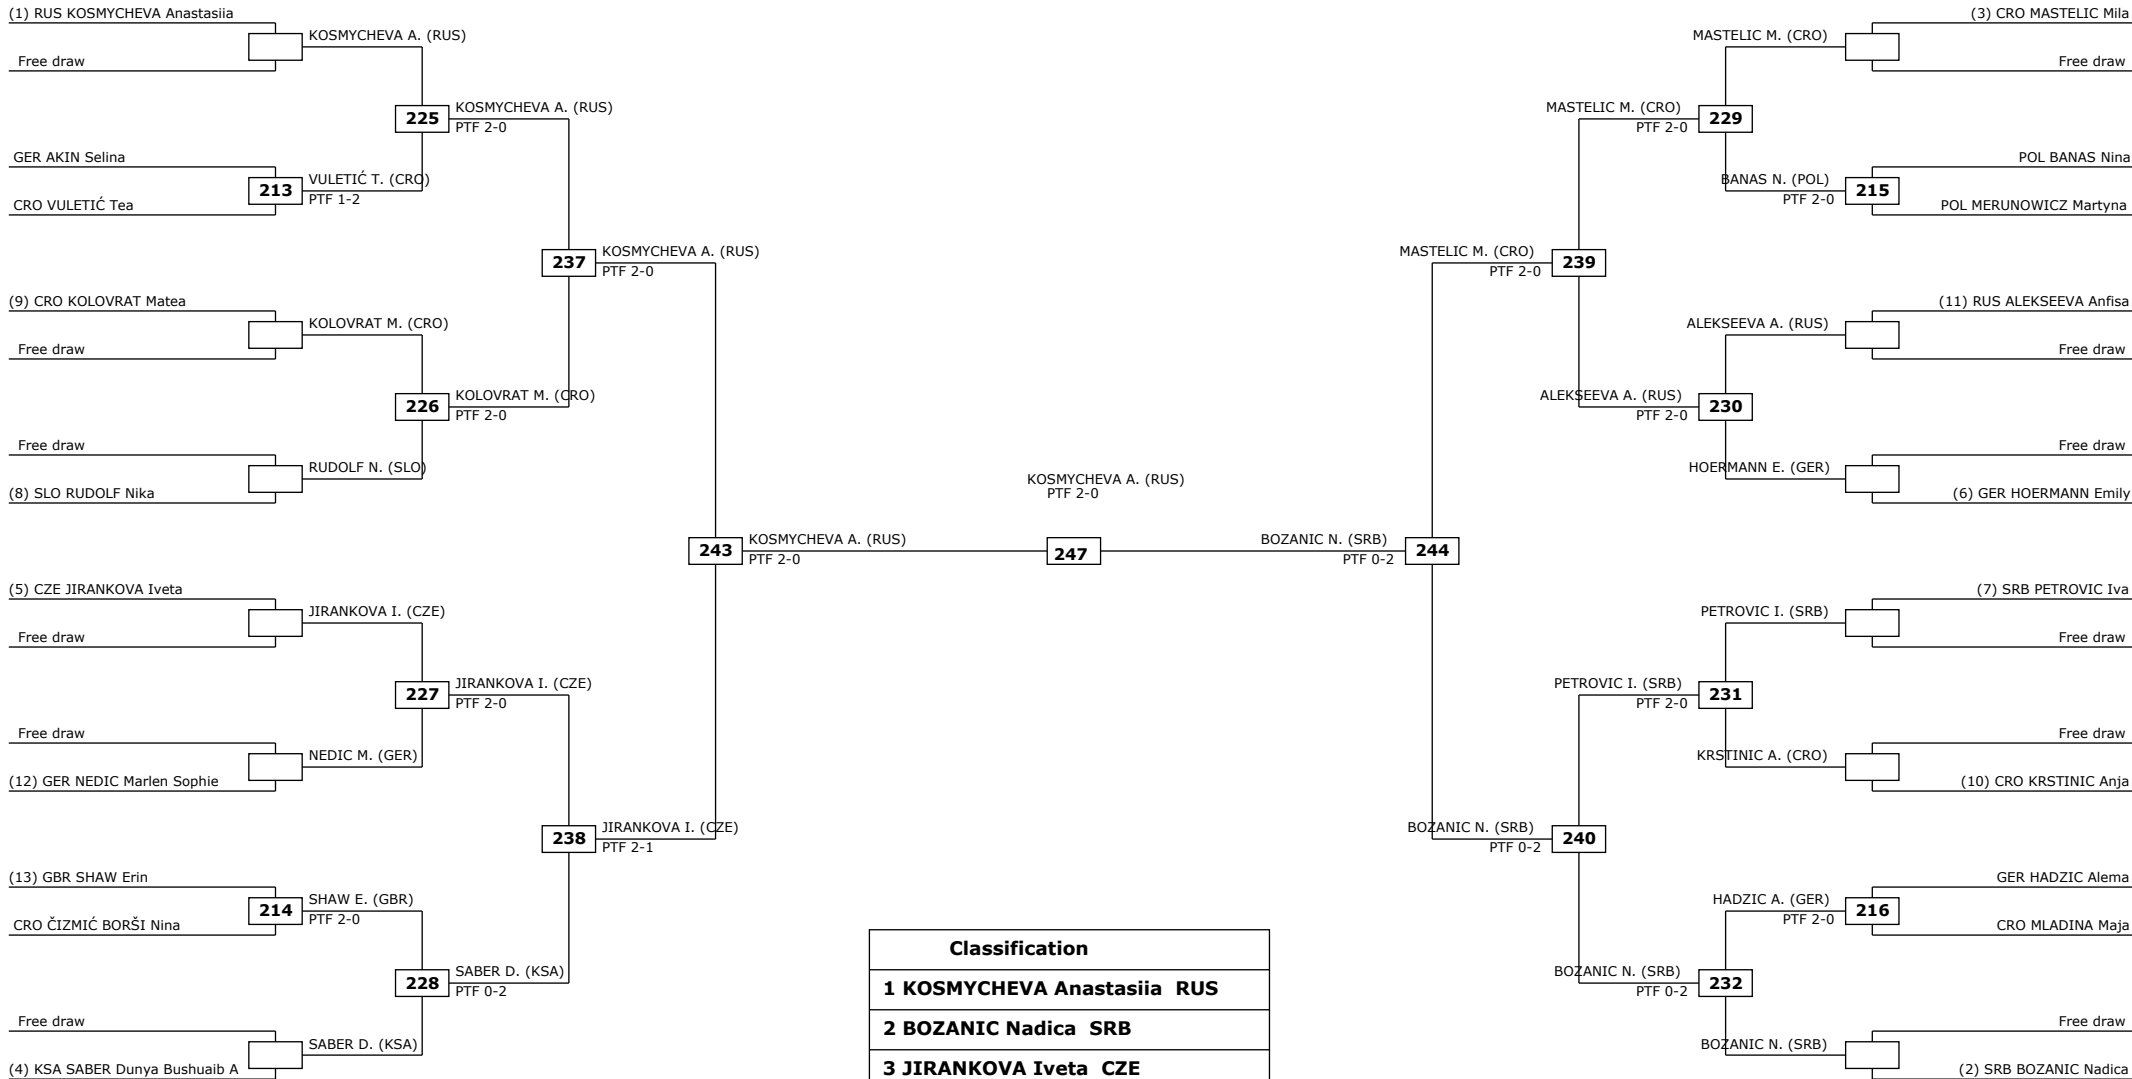 (1) RUS KOSMYCHEVA Anastasiia
KOSMYCHEVA A. (RUS)
Free draw
225
KOSMYCHEVA A. (RUS)
PTF 2-0
GER AKIN Selina
213
VULETIĆ T. (CRO)
PTF 1-2
CRO VULETIĆ Tea
237
KOSMYCHEVA A. (RUS)
PTF 2-0
(9) CRO KOLOVRAT Matea
KOLOVRAT M. (CRO)
Free draw
226
KOLOVRAT M. (CRO)
PTF 2-0
Free draw
RUDOLF N. (SLO)
(8) SLO RUDOLF Nika
243
KOSMYCHEVA A. (RUS)
PTF 2-0
(5) CZE JIRANKOVA Iveta
JIRANKOVA I. (CZE)
Free draw
227
JIRANKOVA I. (CZE)
PTF 2-0
Free draw
NEDIC M. (GER)
(12) GER NEDIC Marlen Sophie
238
JIRANKOVA I. (CZE)
PTF 2-1
(13) GBR SHAW Erin
214
SHAW E. (GBR)
PTF 2-0
CRO ČIZMIĆ BORŠI Nina
228
SABER D. (KSA)
PTF 0-2
Free draw
SABER D. (KSA)
(4) KSA SABER Dunya Bushuaib A
KOSMYCHEVA A. (RUS)
PTF 2-0
247
Classification
1 KOSMYCHEVA Anastasiia RUS
2 BOZANIC Nadica SRB
3 JIRANKOVA Iveta CZE
(3) CRO MASTELIC Mila
MASTELIC M. (CRO)
Free draw
MASTELIC M. (CRO)
PTF 2-0
229
POL BANAS Nina
BANAS N. (POL)
PTF 2-0
215
POL MERUNOWICZ Martyna
MASTELIC M. (CRO)
PTF 2-0
239
(11) RUS ALEKSEEVA Anfisa
ALEKSEEVA A. (RUS)
Free draw
ALEKSEEVA A. (RUS)
PTF 2-0
230
Free draw
HOERMANN E. (GER)
(6) GER HOERMANN Emily
BOZANIC N. (SRB)
PTF 0-2
244
(7) SRB PETROVIC Iva
PETROVIC I. (SRB)
Free draw
PETROVIC I. (SRB)
PTF 2-0
231
Free draw
KRSTINIC A. (CRO)
(10) CRO KRSTINIC Anja
BOZANIC N. (SRB)
PTF 0-2
240
GER HADZIC Alema
HADZIC A. (GER)
PTF 2-0
216
CRO MLADINA Maja
BOZANIC N. (SRB)
PTF 0-2
232
Free draw
BOZANIC N. (SRB)
(2) SRB BOZANIC Nadica